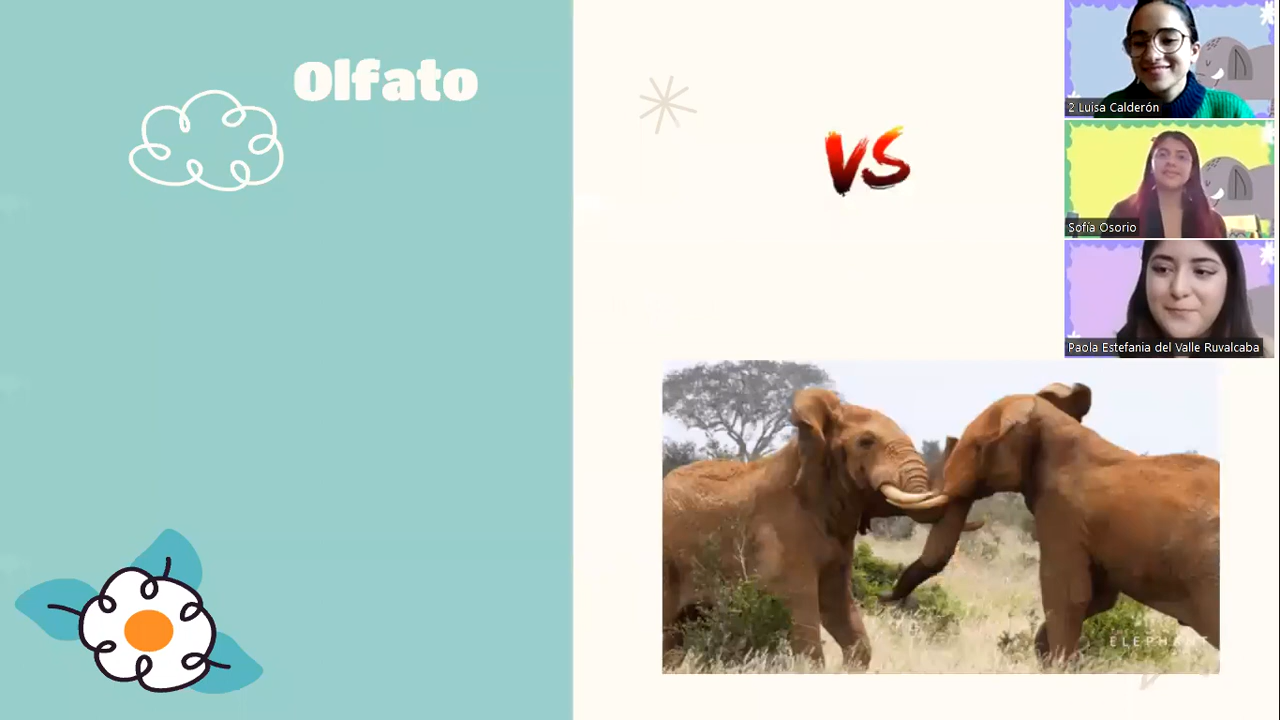 Olfato
VS
2 Luisa Calderón
Sofía Osorio
Paola Estefania del Valle Ruvalcaba
ELEPHANT